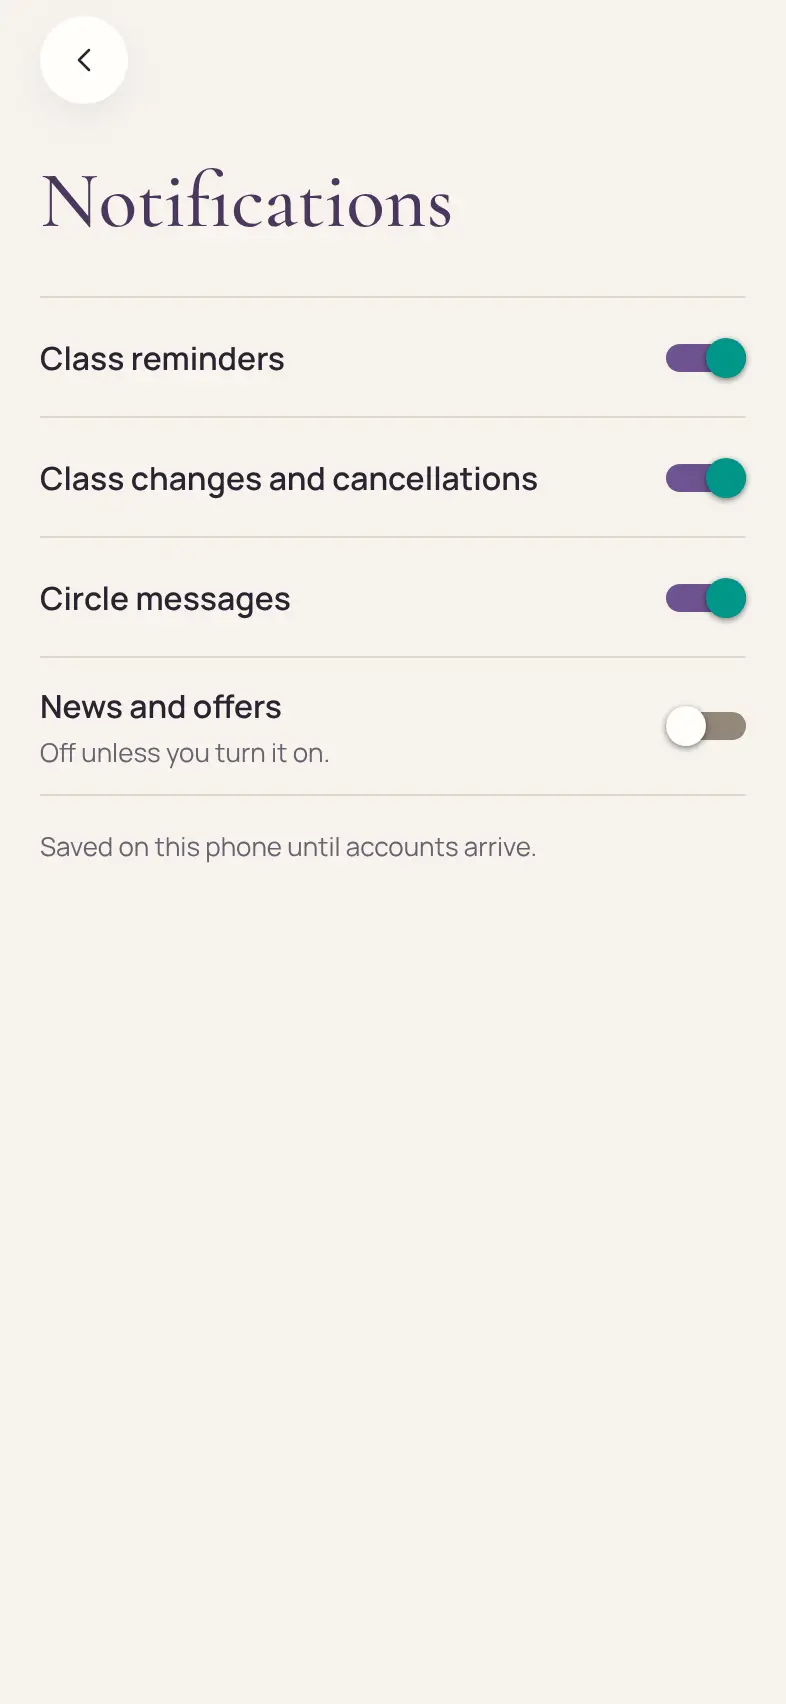 Notifications
Class reminders
Class changes and cancellations
Circle messages
News and offers
Off unless you turn it on.
Saved on this phone until accounts arrive.